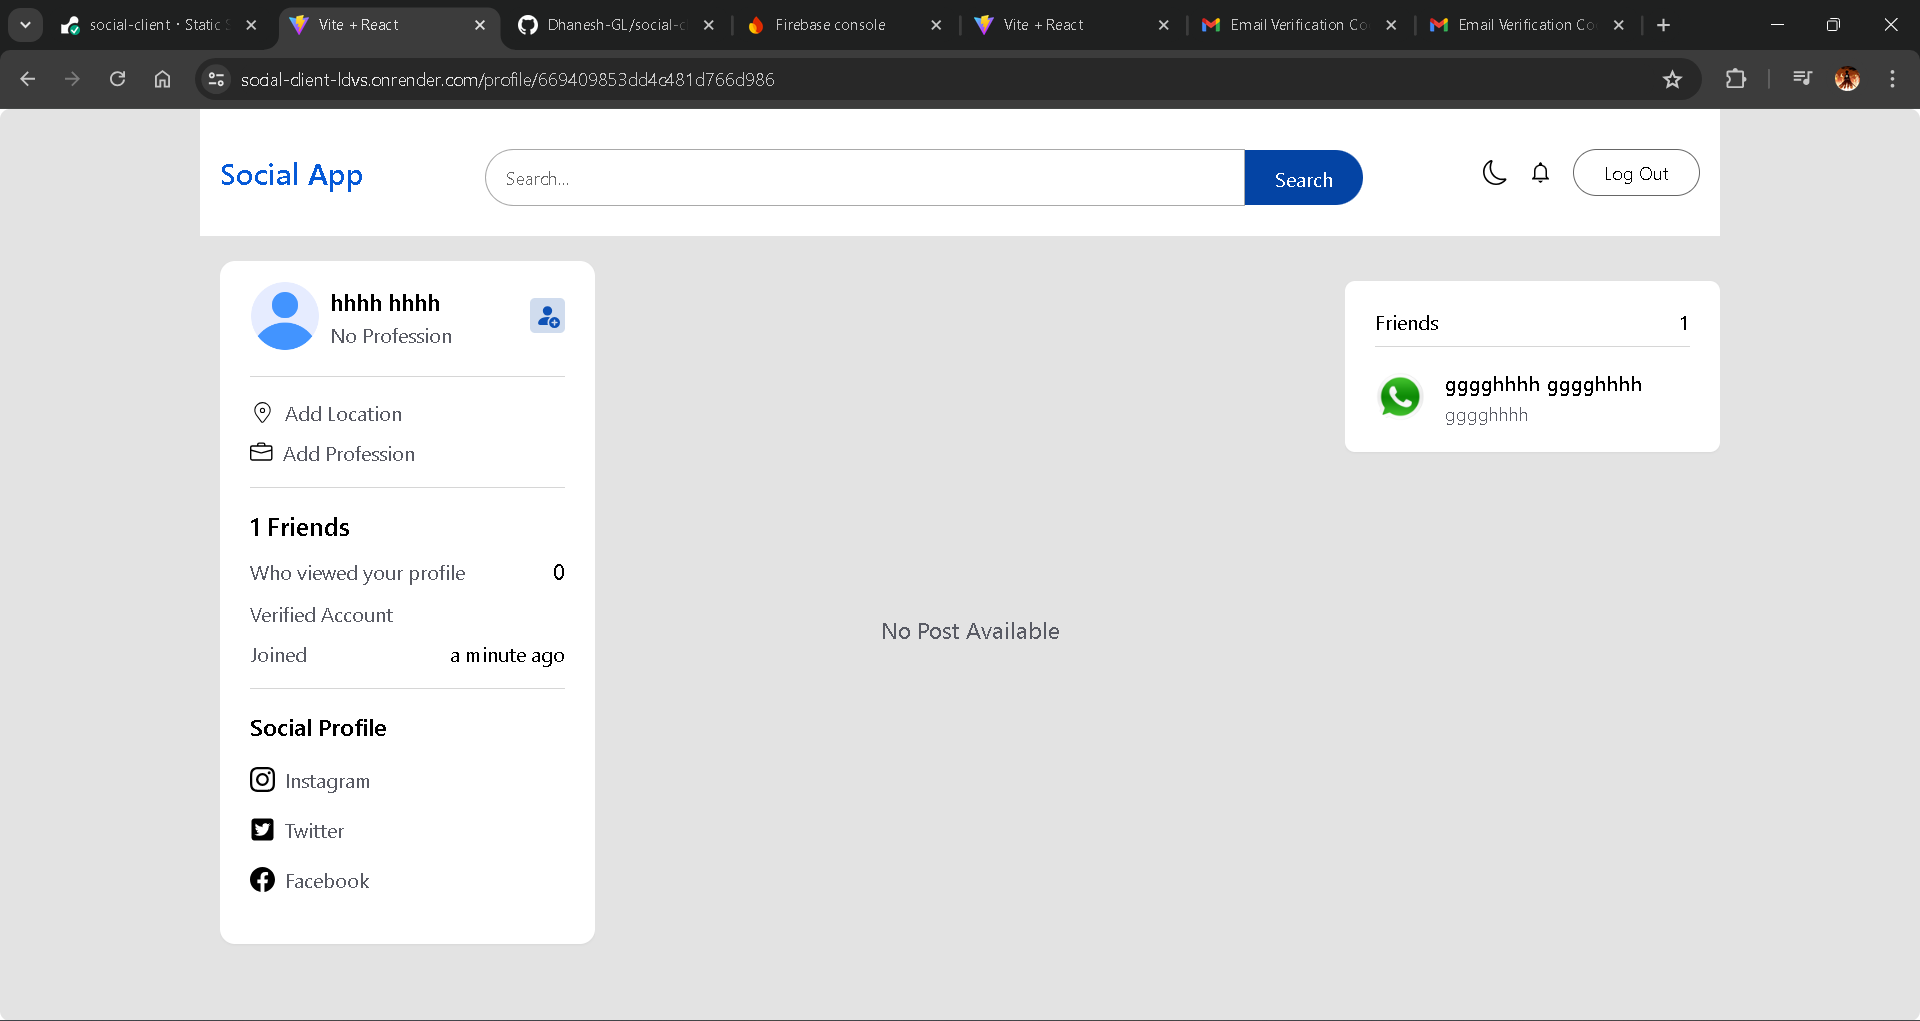 social-client · Static S
Vite + React
Dhanesh-GL/social-cl
Firebase console
Vite + React
Email Verification Co
Email Verification Co
social-client-ldvs.onrender.com/profile/669409853dd4c481d766d986
Social App
Search...
Search
Log Out
hhhh hhhh
No Profession
Add Location
Add Profession
1 Friends
Who viewed your profile 0
Verified Account
Joined a minute ago
Social Profile
Instagram
Twitter
Facebook
No Post Available
Friends 1
gggghhhh gggghhhh
gggghhhh